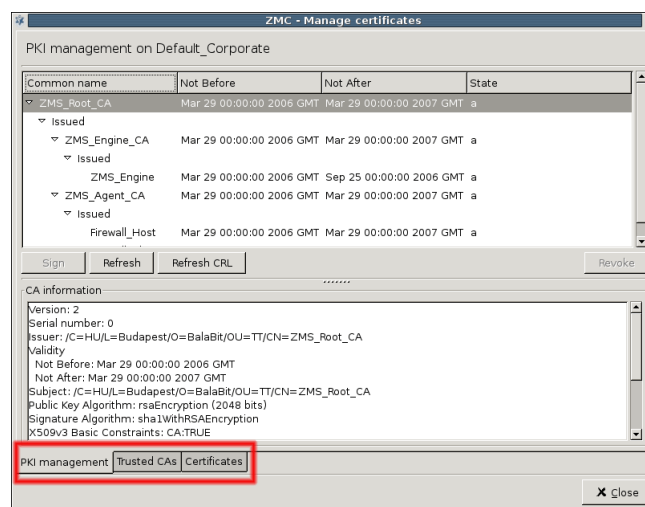 ZMC - Manage certificates
PKI management on Default_Corporate
Common name Not Before Not After State
ZMS_Root_CA Mar 29 00:00:00 2006 GMT Mar 29 00:00:00 2007 GMT a
Issued
ZMS_Engine_CA Mar 29 00:00:00 2006 GMT Mar 29 00:00:00 2007 GMT a
Issued
ZMS_Engine Mar 29 00:00:00 2006 GMT Sep 25 00:00:00 2006 GMT a
ZMS_Agent_CA Mar 29 00:00:00 2006 GMT Mar 29 00:00:00 2007 GMT a
Issued
Firewall_Host Mar 29 00:00:00 2006 GMT Mar 29 00:00:00 2007 GMT a
Sign Refresh Refresh CRL Revoke
CA information
Version: 2
Serial number: 0
Issuer: /C=HU/L=Budapest/O=BalaBit/OU=TT/CN=ZMS_Root_CA
Validity
Not Before: Mar 29 00:00:00 2006 GMT
Not After: Mar 29 00:00:00 2007 GMT
Subject: /C=HU/L=Budapest/O=BalaBit/OU=TT/CN=ZMS_Root_CA
Public Key Algorithm: rsaEncryption (2048 bits)
Signature Algorithm: sha1WithRSAEncryption
X509v3 Basic Constraints: CA:TRUE
PKI management Trusted CAs Certificates
Close